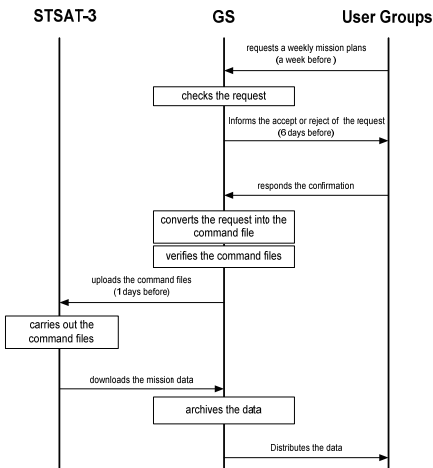 STSAT-3 GS User Groups
requests a weekly mission plans
(a week before )
checks the request
Informs the accept or reject of the request
(6 days before)
responds the confirmation
converts the request into the
command file
verifies the command files
uploads the command files
(1 days before)
carries out the
command files
downloads the mission data
archives the data
Distributes the data